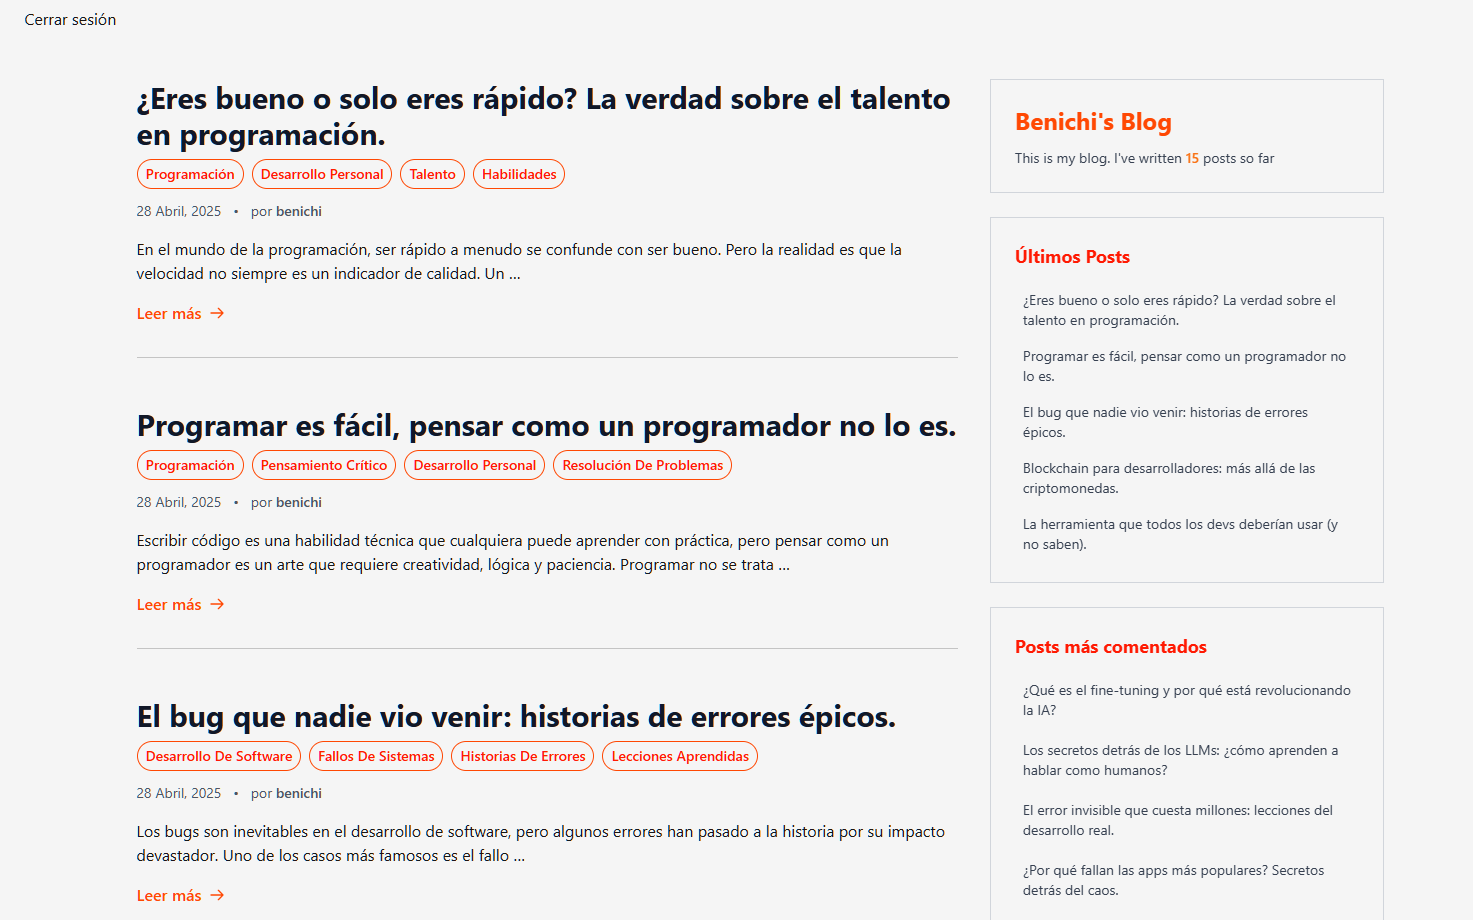 Cerrar sesión
¿Eres bueno o solo eres rápido? La verdad sobre el talento
en programación.
Programación Desarrollo Personal Talento Habilidades
28 Abril, 2025 • por benichi
En el mundo de la programación, ser rápido a menudo se confunde con ser bueno. Pero la realidad es que la
velocidad no siempre es un indicador de calidad. Un ...
Leer más →
Programar es fácil, pensar como un programador no lo es.
Programación Pensamiento Crítico Desarrollo Personal Resolución De Problemas
28 Abril, 2025 • por benichi
Escribir código es una habilidad técnica que cualquiera puede aprender con práctica, pero pensar como un
programador es un arte que requiere creatividad, lógica y paciencia. Programar no se trata ...
Leer más →
El bug que nadie vio venir: historias de errores épicos.
Desarrollo De Software Fallos De Sistemas Historias De Errores Lecciones Aprendidas
28 Abril, 2025 • por benichi
Los bugs son inevitables en el desarrollo de software, pero algunos errores han pasado a la historia por su impacto
devastador. Uno de los casos más famosos es el fallo ...
Leer más →
Benichi's Blog
This is my blog. I've written 15 posts so far
Últimos Posts
¿Eres bueno o solo eres rápido? La verdad sobre el
talento en programación.
Programar es fácil, pensar como un programador no
lo es.
El bug que nadie vio venir: historias de errores
épicos.
Blockchain para desarrolladores: más allá de las
criptomonedas.
La herramienta que todos los devs deberían usar (y
no saben).
Posts más comentados
¿Qué es el fine-tuning y por qué está revolucionando
la IA?
Los secretos detrás de los LLMs: ¿cómo aprenden a
hablar como humanos?
El error invisible que cuesta millones: lecciones del
desarrollo real.
¿Por qué fallan las apps más populares? Secretos
detrás del caos.